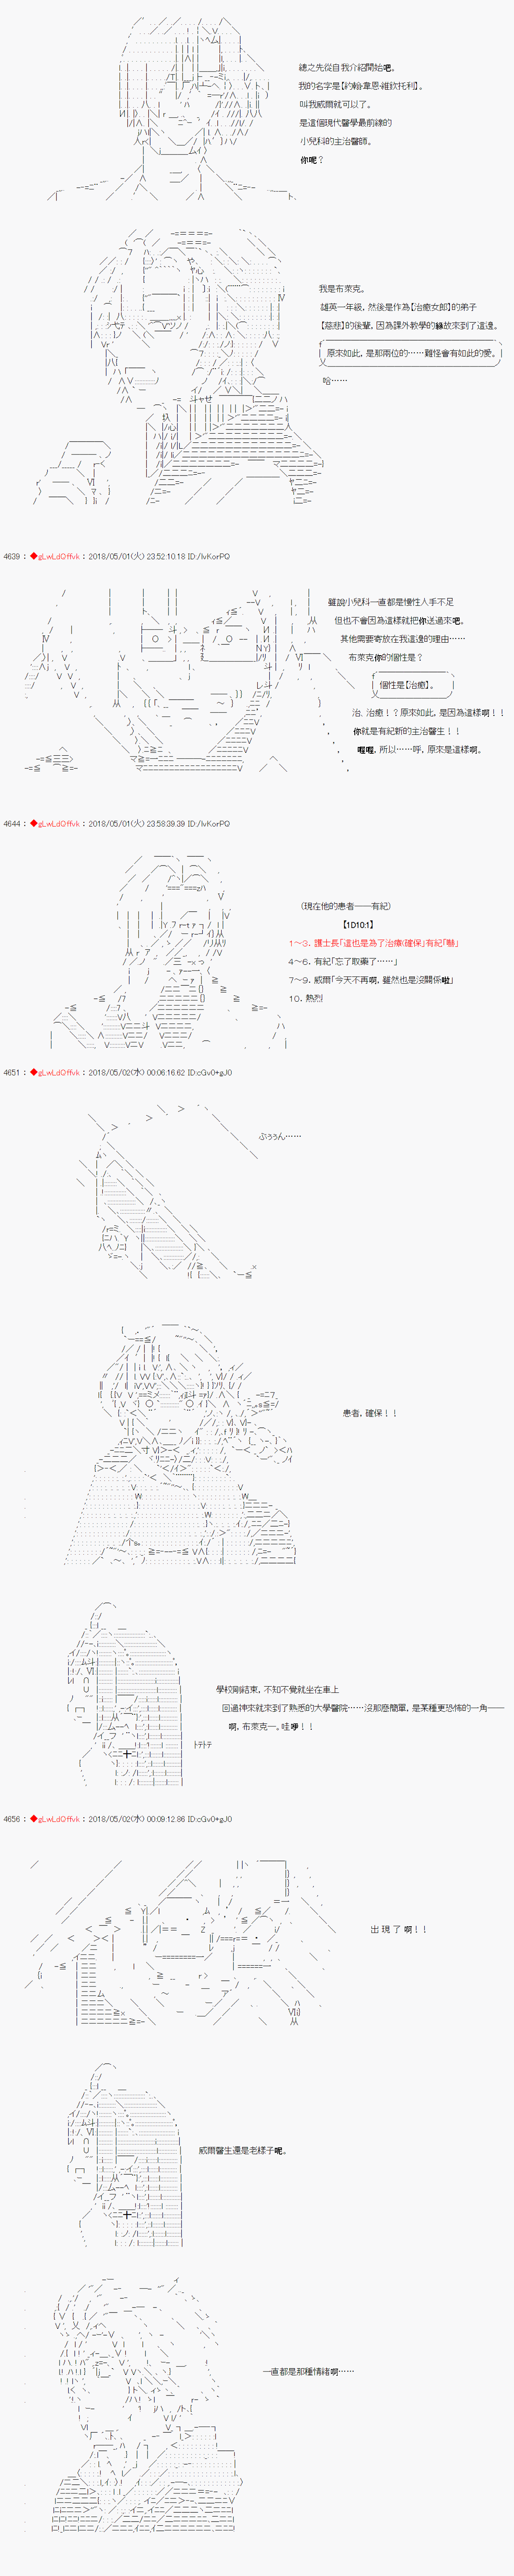 總之先從自我介紹開始吧。
我的名字是【約翰·韋恩·維欽托利】。
叫我威爾就可以了。
是這個現代醫學最前線的
小兒科的主治醫師。
你呢?
我是布萊克。
雄英一年級,然後是作為【治癒女郎】的弟子
【慈悲】的後輩,因為課外教學的緣故來到了這邊。
原來如此,是那兩位的……難怪會有如此的愛。
哈……
4639 : ◆gLwLdQffvk : 2018/05/01(火) 23:52:10.18 ID:/IvKorPQ
雖說小兒科一直都是慢性人手不足
但也不會因為這樣就把你送過來吧。
其他需要寄放在我這邊的理由……
布萊克你的個性是?
個性是【治癒】。
治、治癒!?原來如此,是因為這樣啊!!
你就是有紀新的主治醫生!!
喔喔,所以……呼,原來是這樣啊。
4644 : ◆gLwLdQffvk : 2018/05/01(火) 23:58:39.39 ID:/IvKorPQ
(現在他的患者——有紀)
【1D10:1】
1~3. 護士長「這也是為了治療(確保)」有紀「嚇」
4~6. 有紀「忘了取藥了……」
7~9. 威爾「今天不再啊,雖然也是沒關係啦」
10. 熱烈
4651 : ◆gLwLdQffvk : 2018/05/02(水) 00:06:16.62 ID:cGv0+gJ0
ぶぅぅん……
患者,確保!!
學校剛結束,不知不覺就坐在車上
回過神來就來到了熟悉的大學醫院……沒那麼簡單,是某種更恐怖的一角——
啊,布萊克—。哇咿!!
ﾄﾃﾄﾃ
4656 : ◆gLwLdQffvk : 2018/05/02(水) 00:09:12.86 ID:cGv0+gJ0
出 現 了 啊!!
威爾醫生還是老樣子呢。
一直都是那種情緒啊……